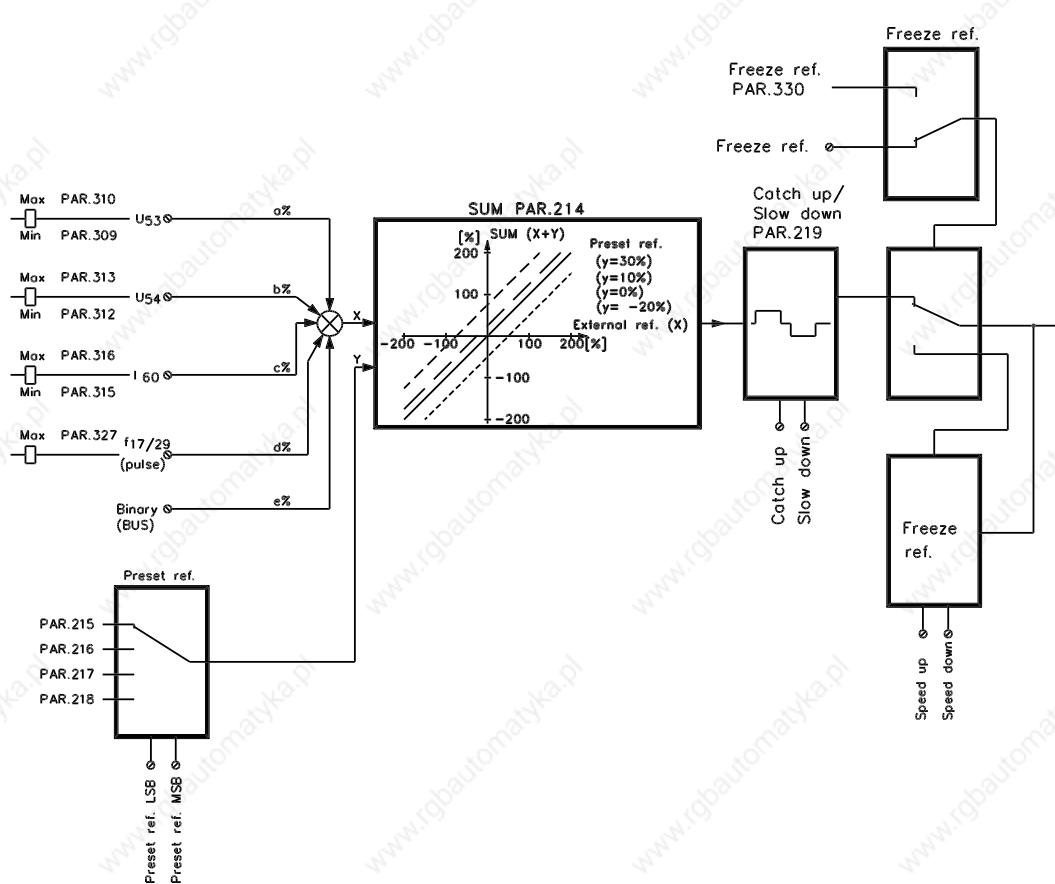 Freeze ref.
Freeze ref.
PAR.330
Freeze ref.
Max PAR.310
U53
a%
Min PAR.309
Max PAR.313
U54
b%
Min PAR.312
Max PAR.316
I 60
c%
Min PAR.315
Max PAR.327
f17/29
(pulse)
d%
Binary
(BUS)
e%
X
Y
SUM PAR.214
[%] SUM (X+Y)
200
100
-200 -100
100 200[%]
-100
-200
Preset ref.
(y=30%)
(y=10%)
(y=0%)
(y= -20%)
External ref. (X)
Catch up/
Slow down
PAR.219
Catch up
Slow down
Freeze
ref.
Speed up
Speed down
Preset ref.
PAR.215
PAR.216
PAR.217
PAR.218
Preset ref. LSB
Preset ref. MSB
www.rgbautomatyka.pl